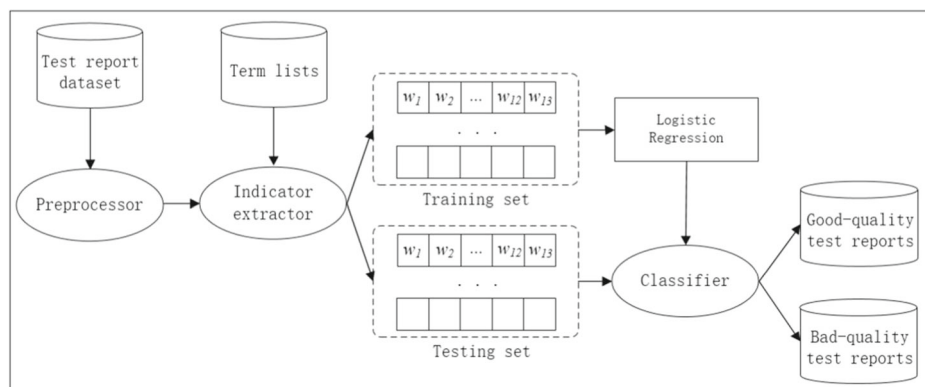 Test report
dataset
Term lists
Preprocessor
Indicator
extractor
w1 w2 ... w12 w13
. . .
Training set
w1 w2 ... w12 w13
. . .
Testing set
Logistic
Regression
Classifier
Good-quality
test reports
Bad-quality
test reports